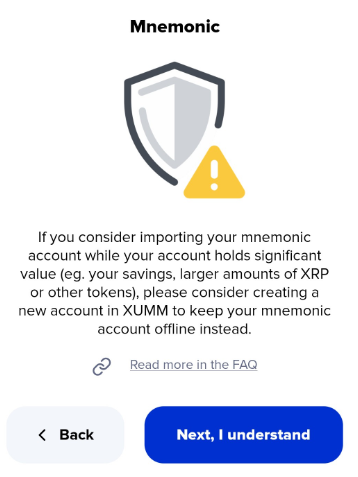 Mnemonic
If you consider importing your mnemonic
account while your account holds significant
value (eg. your savings, larger amounts of XRP
or other tokens), please consider creating a
new account in XUMM to keep your mnemonic
account offline instead.
Read more in the FAQ
Back
Next, I understand